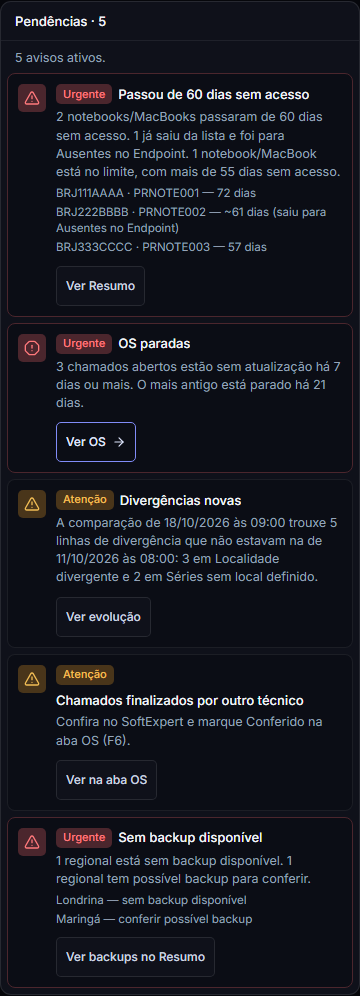 Pendências · 5
5 avisos ativos.
Urgente Passou de 60 dias sem acesso
2 notebooks/MacBooks passaram de 60 dias
sem acesso. 1 já saiu da lista e foi para
Ausentes no Endpoint. 1 notebook/MacBook
está no limite, com mais de 55 dias sem acesso.
BRJ111AAAA · PRNOTE001 — 72 dias
BRJ222BBBB · PRNOTE002 — ~61 dias (saiu para
Ausentes no Endpoint)
BRJ333CCCC · PRNOTE003 — 57 dias
Ver Resumo
Urgente OS paradas
3 chamados abertos estão sem atualização há 7
dias ou mais. O mais antigo está parado há 21
dias.
Ver OS →
Atenção Divergências novas
A comparação de 18/10/2026 às 09:00 trouxe 5
linhas de divergência que não estavam na de
11/10/2026 às 08:00: 3 em Localidade
divergente e 2 em Séries sem local definido.
Ver evolução
Atenção
Chamados finalizados por outro técnico
Confira no SoftExpert e marque Conferido na
aba OS (F6).
Ver na aba OS
Urgente Sem backup disponível
1 regional está sem backup disponível. 1
regional tem possível backup para conferir.
Londrina — sem backup disponível
Maringá — conferir possível backup
Ver backups no Resumo